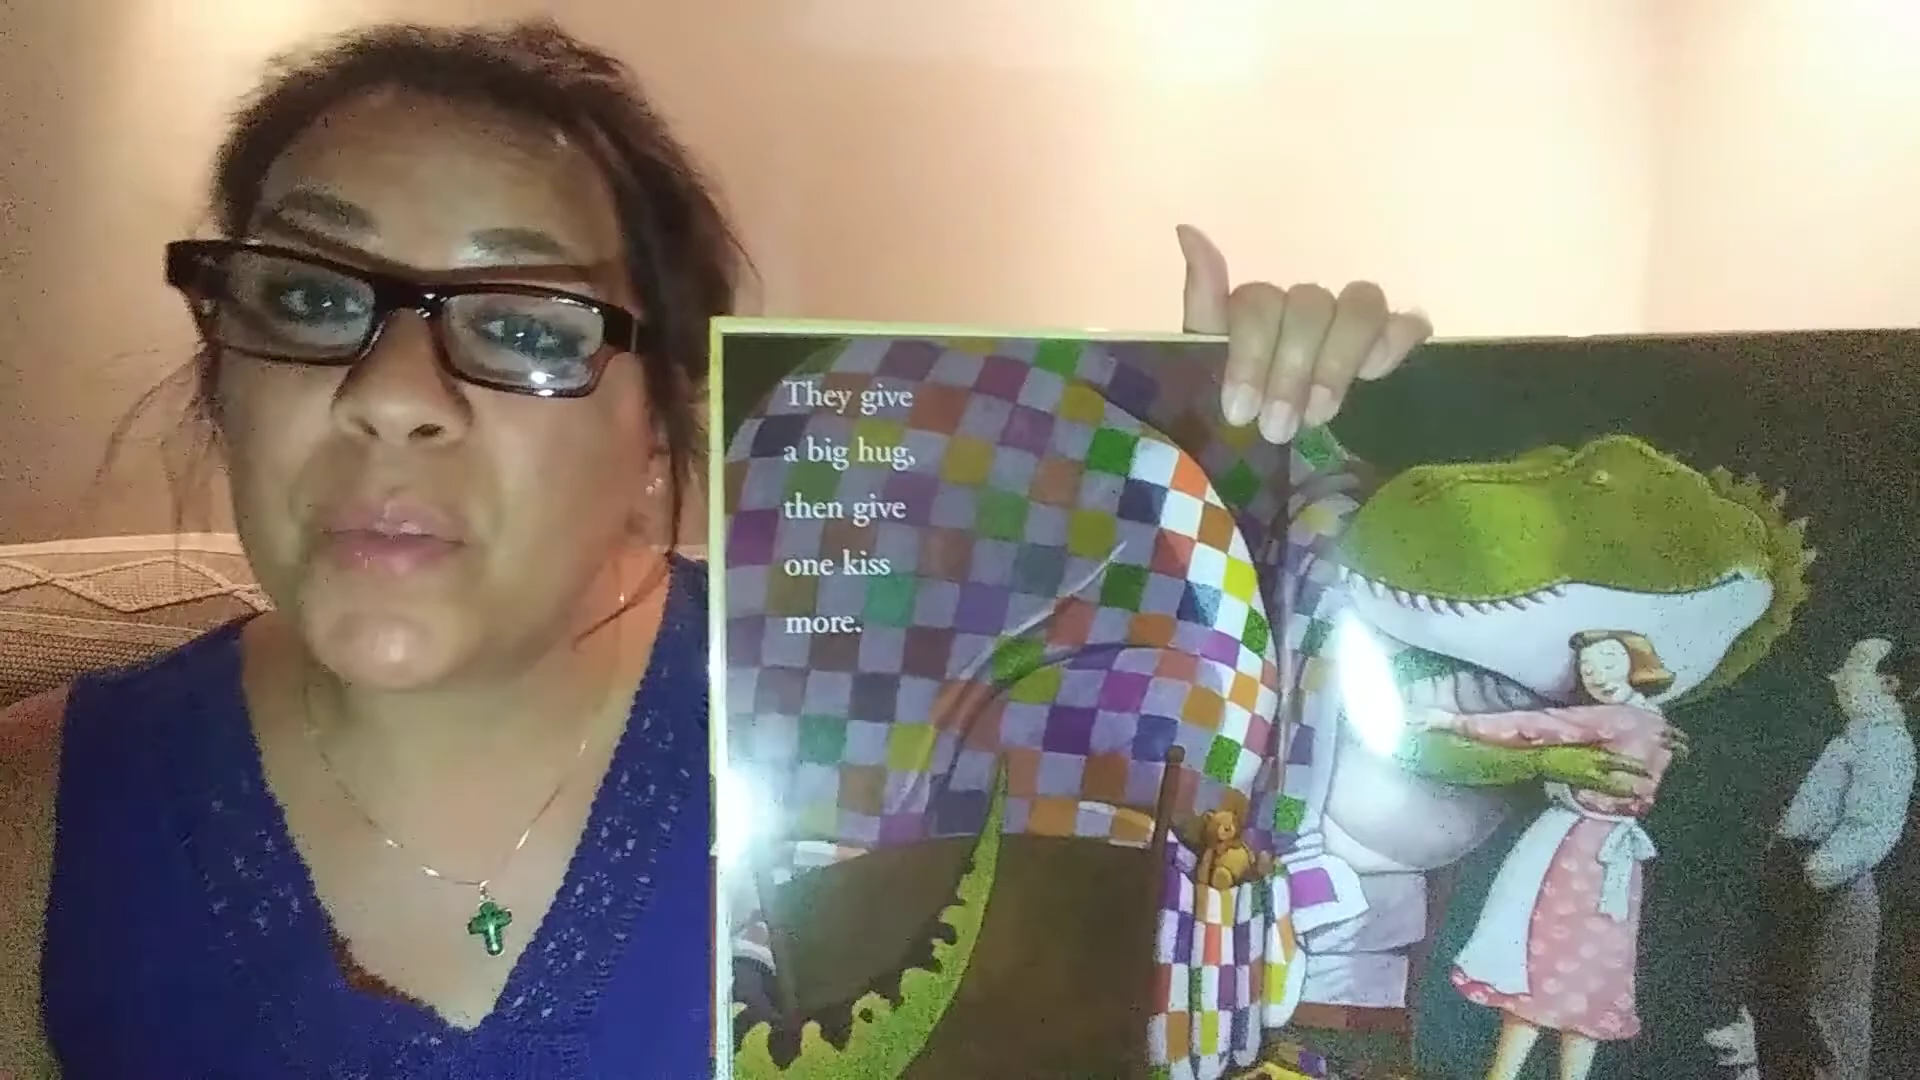 They give
a big hug,
then give
one kiss
more.